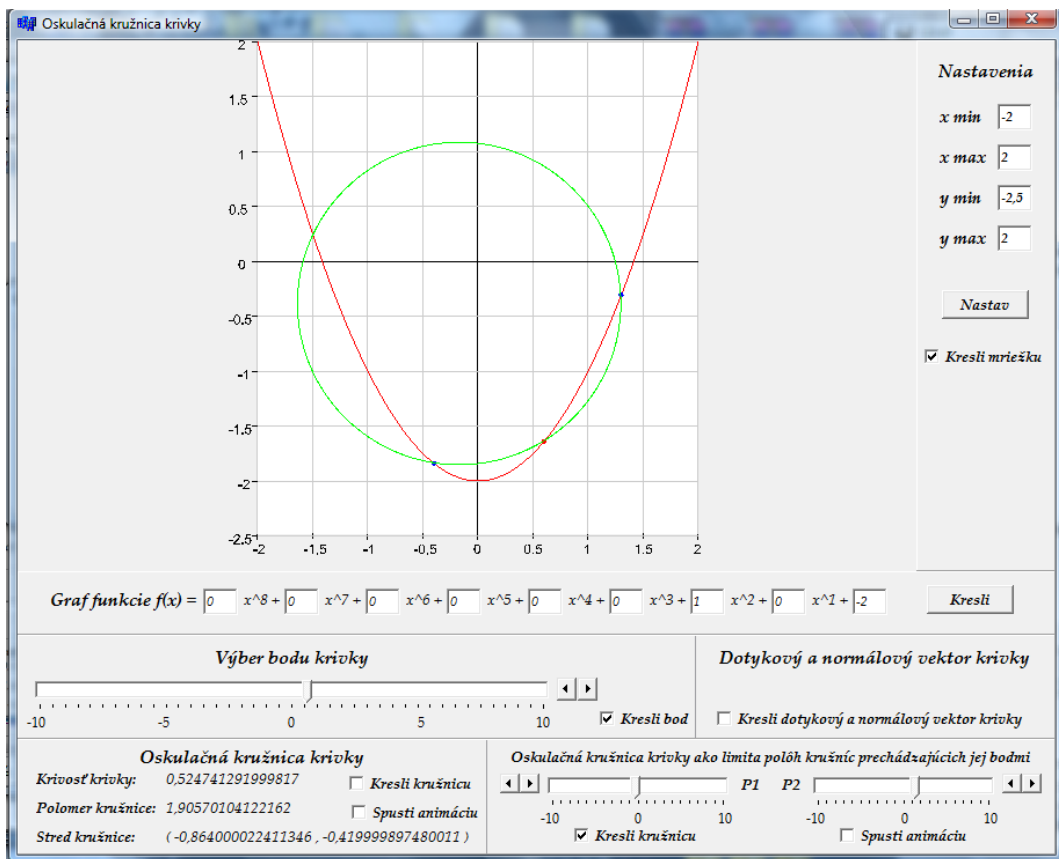 Oskulačná kružnica krivky
2
1.5
1
0.5
0
-0.5
-1
-1.5
-2
-2.5
-2 -1.5 -1 -0.5 0 0.5 1 1.5 2
Nastavenia
x min -2
x max 2
y min -2,5
y max 2
Nastav
Kresli mriežku
Graf funkcie f(x) = 0 x^8 + 0 x^7 + 0 x^6 + 0 x^5 + 0 x^4 + 0 x^3 + 1 x^2 + 0 x^1 + -2 Kresli
Výber bodu krivky
-10 -5 0 5 10
Kresli bod
Dotykový a normálový vektor krivky
Kresli dotykový a normálový vektor krivky
Oskulačná kružnica krivky
Krivosť krivky: 0,524741291999817 Kresli kružnicu
Polomer kružnice: 1,90570104122162 Spusti animáciu
Stred kružnice: ( -0,864000022411346 , -0,419999897480011 )
Oskulačná kružnica krivky ako limita polôh kružníc prechádzajúcich jej bodmi
P1 P2
-10 0 10 -10 0 10
Kresli kružnicu Spusti animáciu